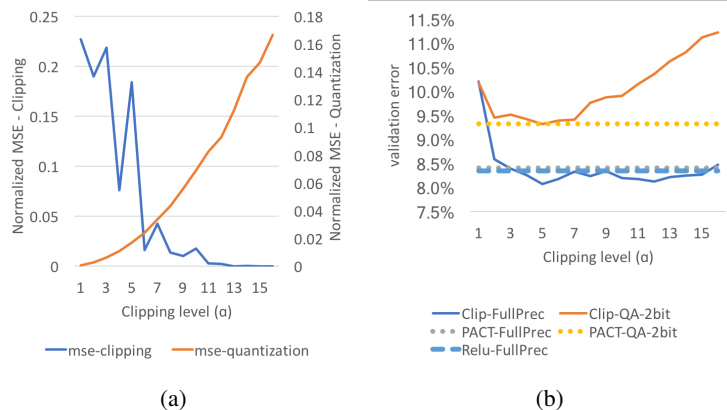 Normalized MSE - Clipping
0.25
0.2
0.15
0.1
0.05
0
0.18
0.16
0.14
0.12
0.1
0.08
0.06
0.04
0.02
0
Normalized MSE - Quantization
1 3 5 7 9 11 13 15
Clipping level (α)
mse-clipping mse-quantization
(a)
validation error
11.5%
11.0%
10.5%
10.0%
9.5%
9.0%
8.5%
8.0%
7.5%
1 3 5 7 9 11 13 15
Clipping level (α)
Clip-FullPrec Clip-QA-2bit
PACT-FullPrec PACT-QA-2bit
Relu-FullPrec
(b)